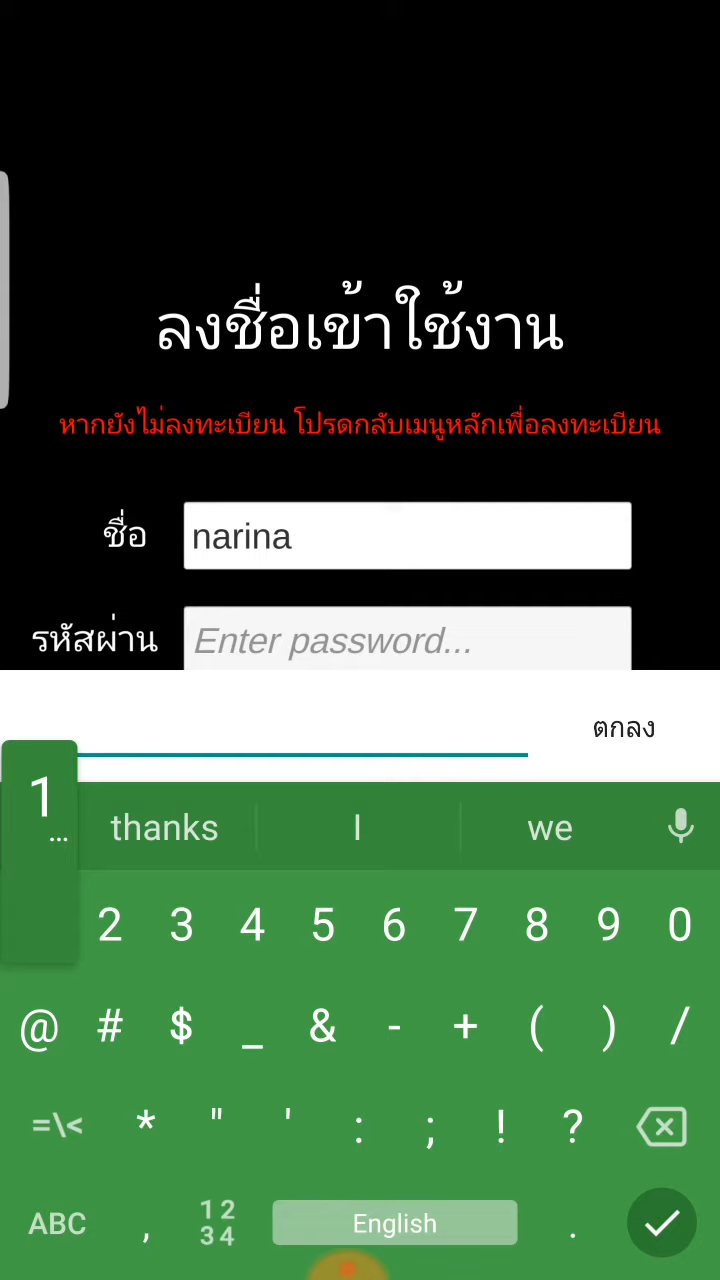 ลงชื่อเข้าใช้งาน
หากยังไม่ลงทะเบียน โปรดกลับเมนูหลักเพื่อลงทะเบียน
ชื่อ narina
รหัสผ่าน Enter password...
ตกลง
1 ...
thanks I we
2 3 4 5 6 7 8 9 0
@ # $ _ & - + ( ) /
=\< * " ' : ; ! ?
ABC , 12 34 English .